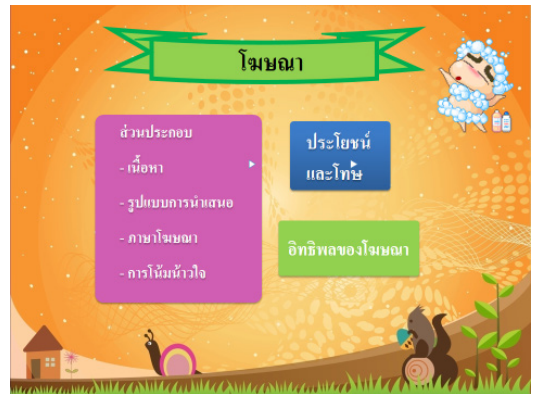 โฆษณา
ส่วนประกอบ
- เนื้อหา
- รูปแบบการนำเสนอ
- ภาษาโฆษณา
- การโน้มน้าวใจ
ประโยชน์
และโทษ
อิทธิพลของโฆษณา